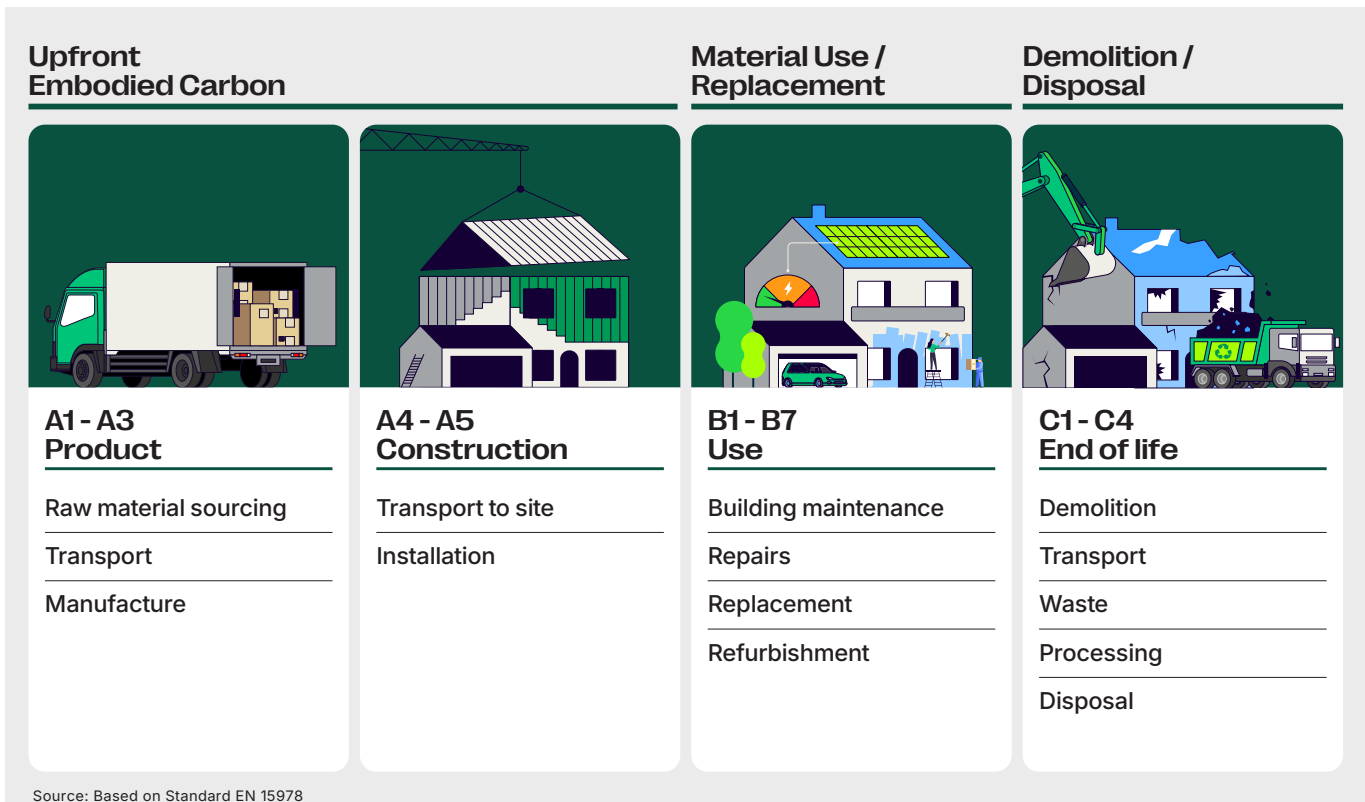 Upfront
Embodied Carbon
Material Use /
Replacement
Demolition /
Disposal
A1 - A3
Product
Raw material sourcing
Transport
Manufacture
A4 - A5
Construction
Transport to site
Installation
B1 - B7
Use
Building maintenance
Repairs
Replacement
Refurbishment
C1 - C4
End of life
Demolition
Transport
Waste
Processing
Disposal
Source: Based on Standard EN 15978